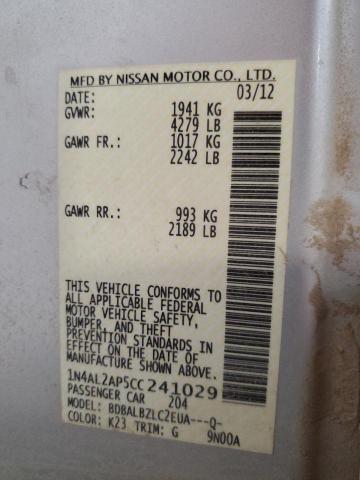 MFD BY NISSAN MOTOR CO., LTD.
DATE: 03/12
GVWR: 1941 KG
4279 LB
GAWR FR.: 1017 KG
2242 LB
GAWR RR.: 993 KG
2189 LB
THIS VEHICLE CONFORMS TO
ALL APPLICABLE FEDERAL
MOTOR VEHICLE SAFETY,
BUMPER, AND THEFT
PREVENTION STANDARDS IN
EFFECT ON THE DATE OF
MANUFACTURE SHOWN ABOVE.
1N4AL2AP5CC241029
PASSENGER CAR 204
MODEL: BDBALBZLC2EUA---Q-
COLOR: K23 TRIM: G 9N00A